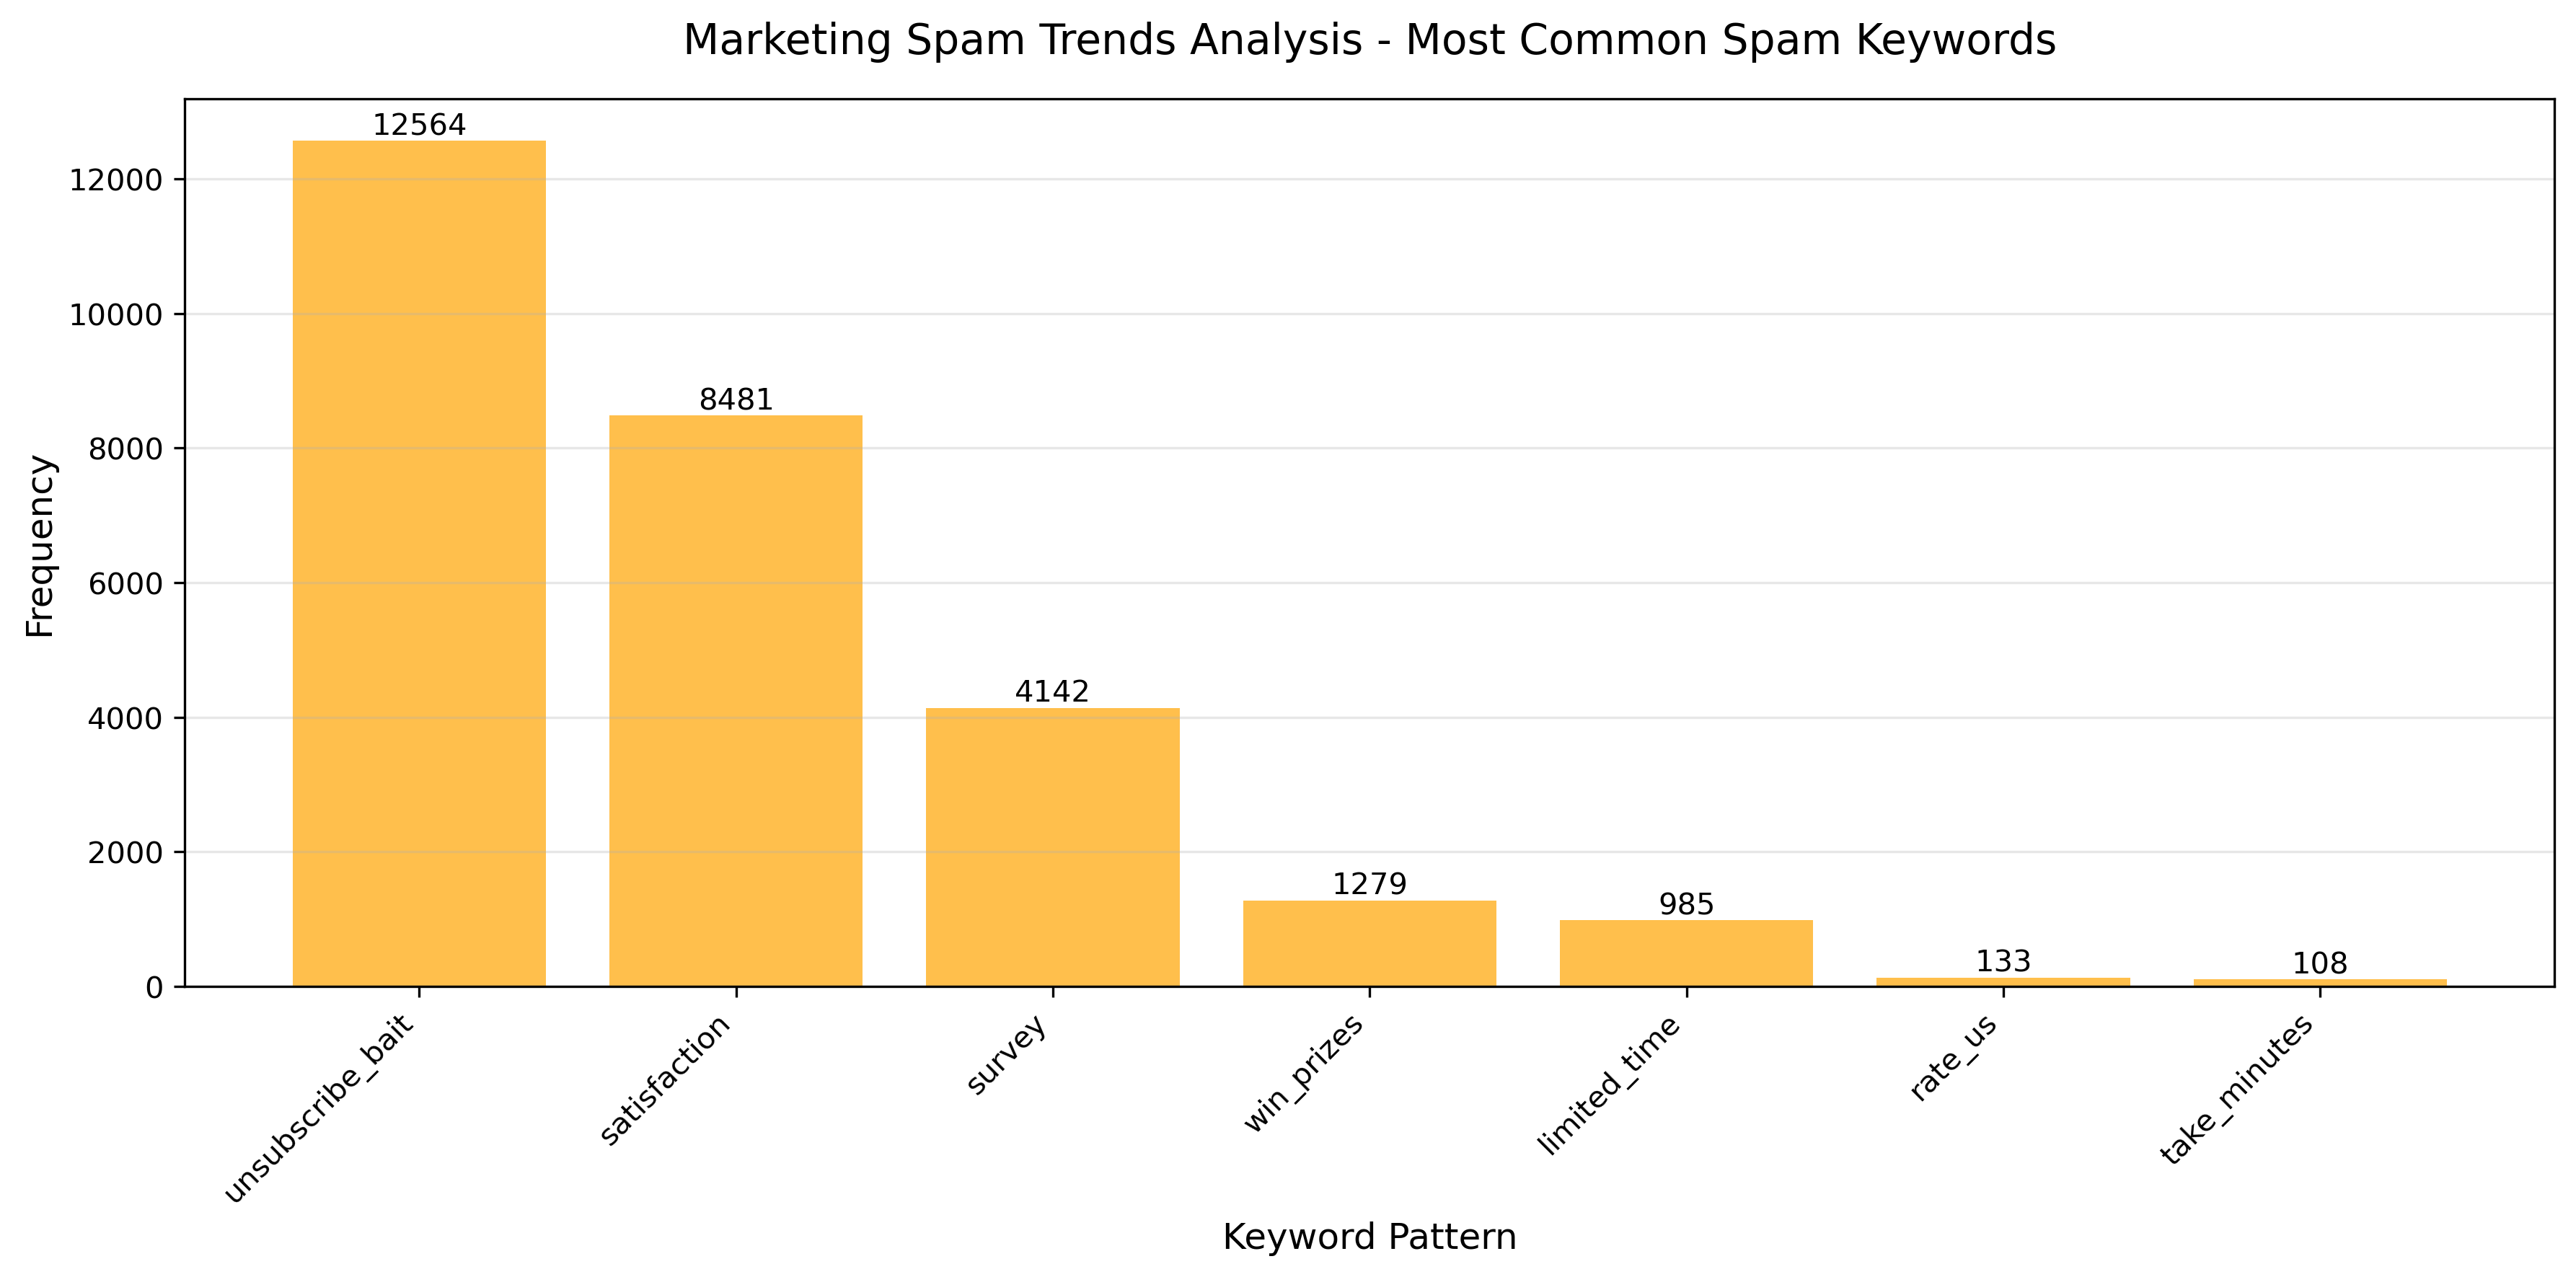 Marketing Spam Trends Analysis - Most Common Spam Keywords
Frequency
12000
10000
8000
6000
4000
2000
0
12564
8481
4142
1279
985
133
108
unsubscribe_bait
satisfaction
survey
win_prizes
limited_time
rate_us
take_minutes
Keyword Pattern